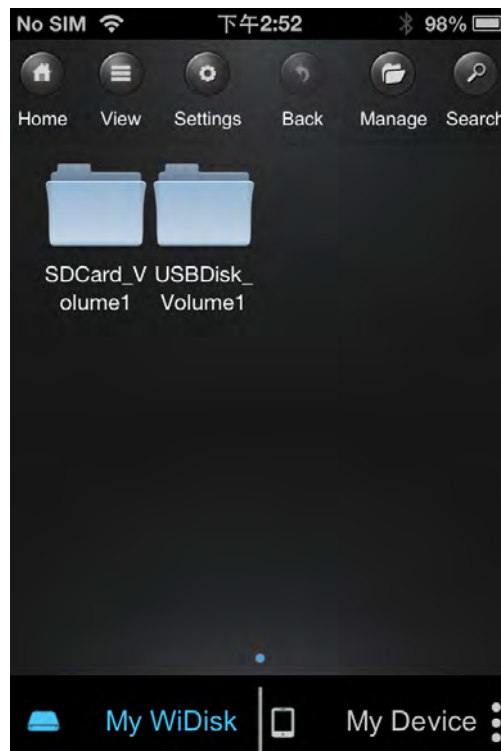 No SIM 下午2:52 98%
Home View Settings Back Manage Search
SDCard_V USBDisk_
olume1 Volume1
My WiDisk My Device